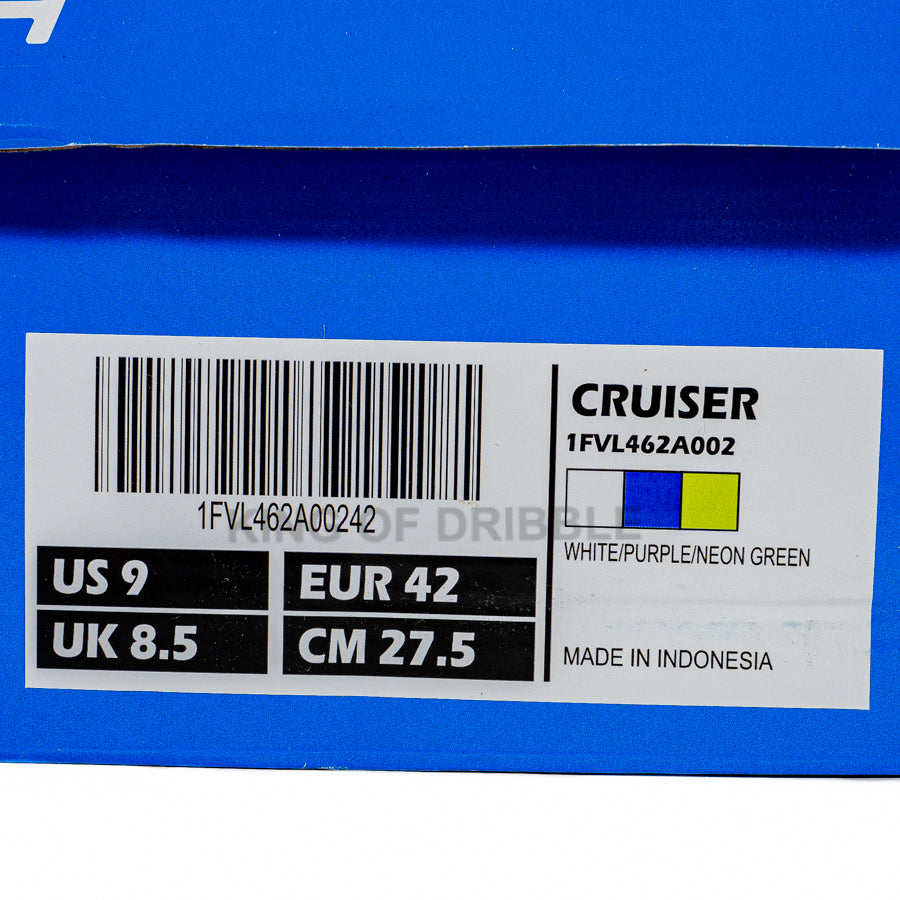 1FVL462A00242
KING OF DRIBBLE
US 9
EUR 42
UK 8.5
CM 27.5
CRUISER
1FVL462A002
WHITE/PURPLE/NEON GREEN
MADE IN INDONESIA